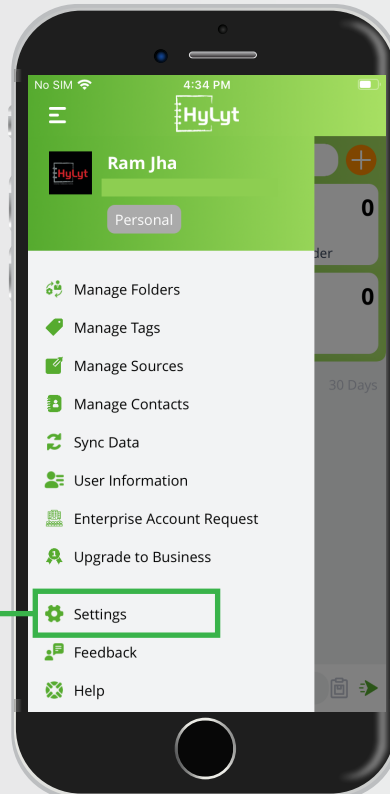 No SIM
4:34 PM
HyLyt
HyLyt
Ram Jha
Personal
0
der
0
30 Days
Manage Folders
Manage Tags
Manage Sources
Manage Contacts
Sync Data
User Information
Enterprise Account Request
Upgrade to Business
Settings
Feedback
Help